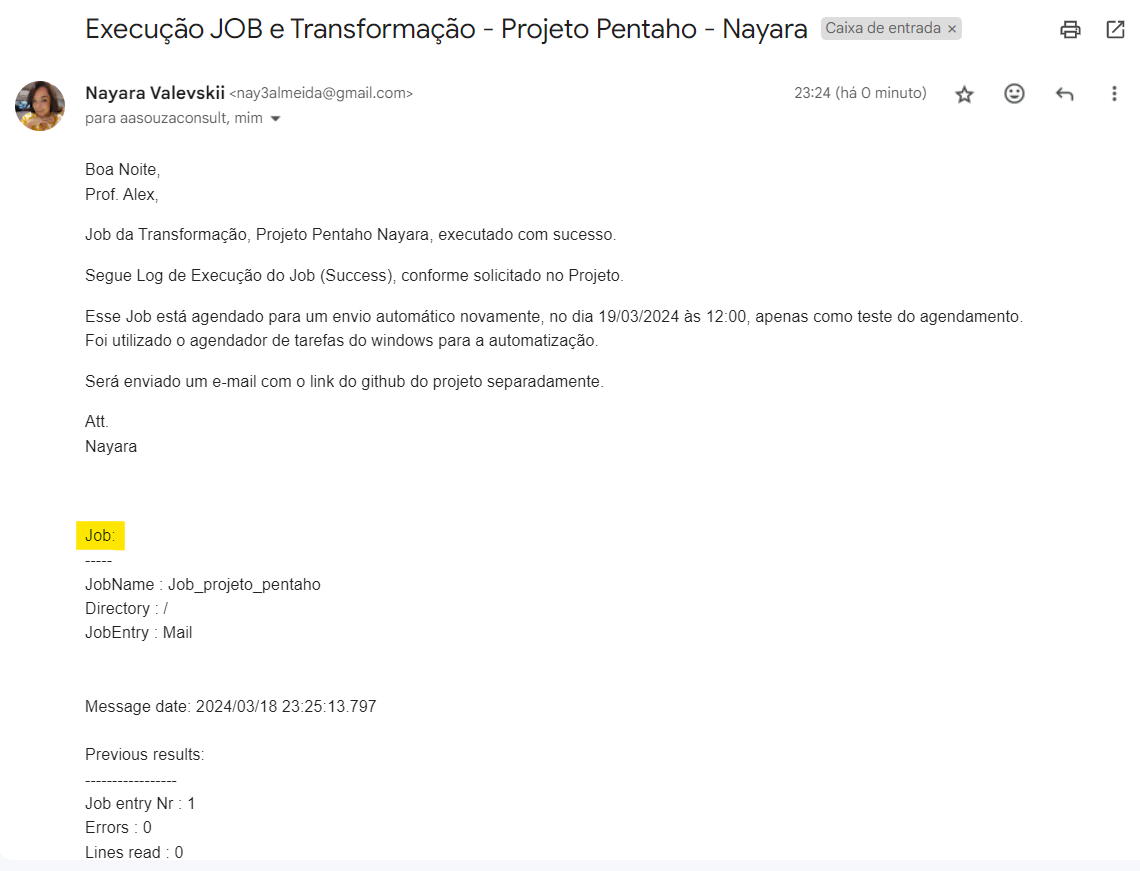 Execução JOB e Transformação - Projeto Pentaho - Nayara Caixa de entrada ×
Nayara Valevskii <nay3almeida@gmail.com> 23:24 (há 0 minuto)
para aasouzaconsult, mim
Boa Noite,
Prof. Alex,
Job da Transformação, Projeto Pentaho Nayara, executado com sucesso.
Segue Log de Execução do Job (Success), conforme solicitado no Projeto.
Esse Job está agendado para um envio automático novamente, no dia 19/03/2024 às 12:00, apenas como teste do agendamento.
Foi utilizado o agendador de tarefas do windows para a automatização.
Será enviado um e-mail com o link do github do projeto separadamente.
Att.
Nayara
Job:
-----
JobName : Job_projeto_pentaho
Directory : /
JobEntry : Mail
Message date: 2024/03/18 23:25:13.797
Previous results:
-----------------
Job entry Nr : 1
Errors : 0
Lines read : 0